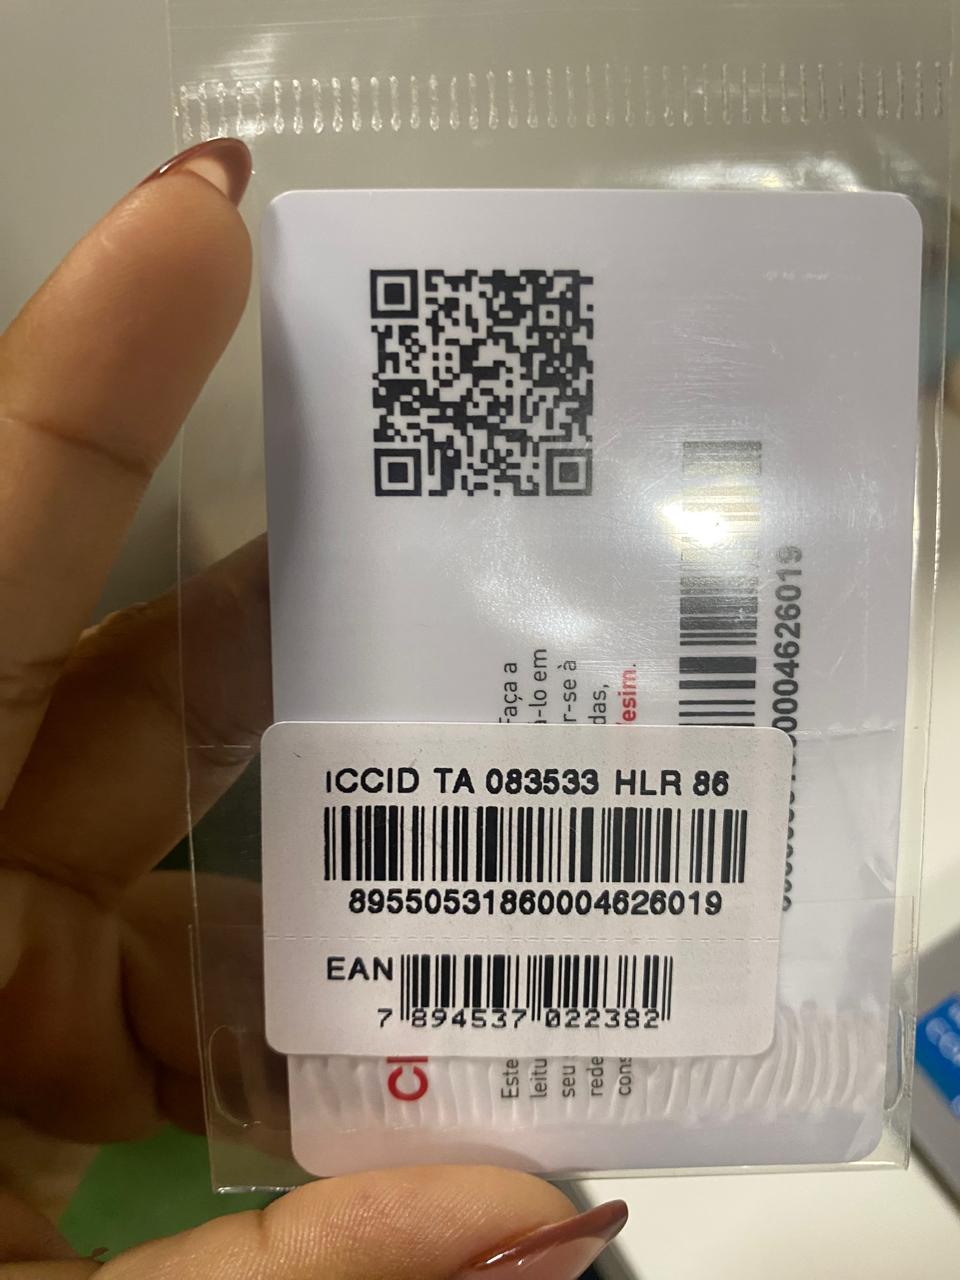 Faça a
-lo em
r-se à
das,
esim.
0004626019
ICCID TA 083533 HLR 86
89550531860004626019
EAN
7 894537 022382
Este
leitu
seu
rede
cons